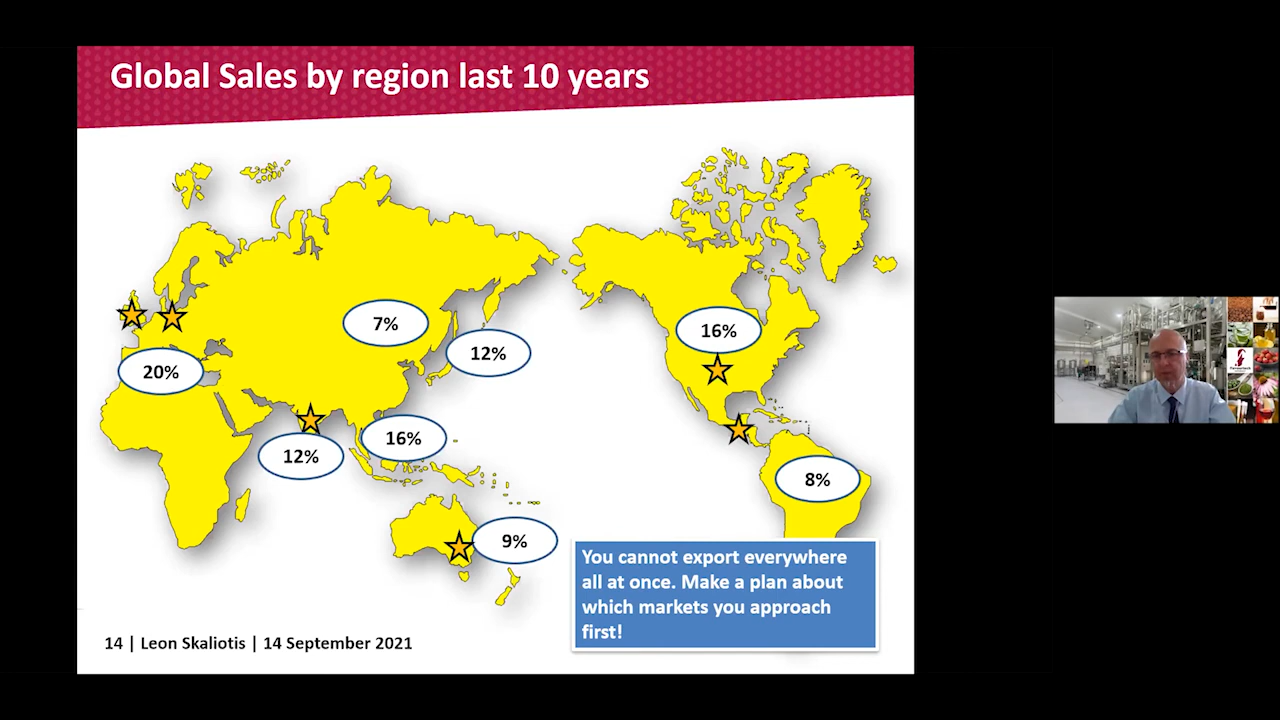 Global Sales by region last 10 years
7%
16%
12%
20%
16%
12%
8%
9%
You cannot export everywhere
all at once. Make a plan about
which markets you approach
first!
14 | Leon Skaliotis | 14 September 2021